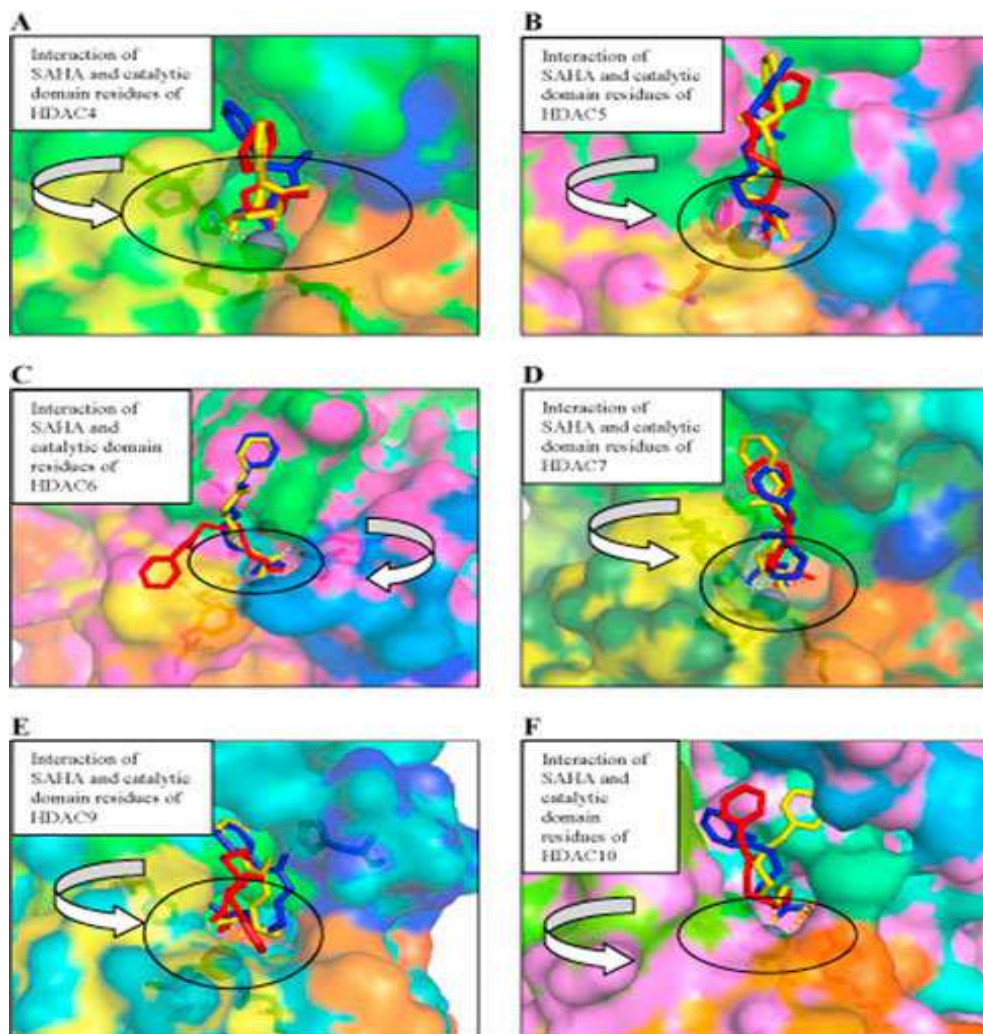 A
Interaction of
SAHA and catalytic
domain residues of
HDAC4
B
Interaction of
SAHA and catalytic
domain residues of
HDAC5
C
Interaction of
SAHA and
catalytic domain
residues of
HDAC6
D
Interaction of
SAHA and catalytic
domain residues of
HDAC7
E
Interaction of
SAHA and catalytic
domain residues of
HDAC9
F
Interaction of
SAHA and
catalytic
domain
residues of
HDAC10